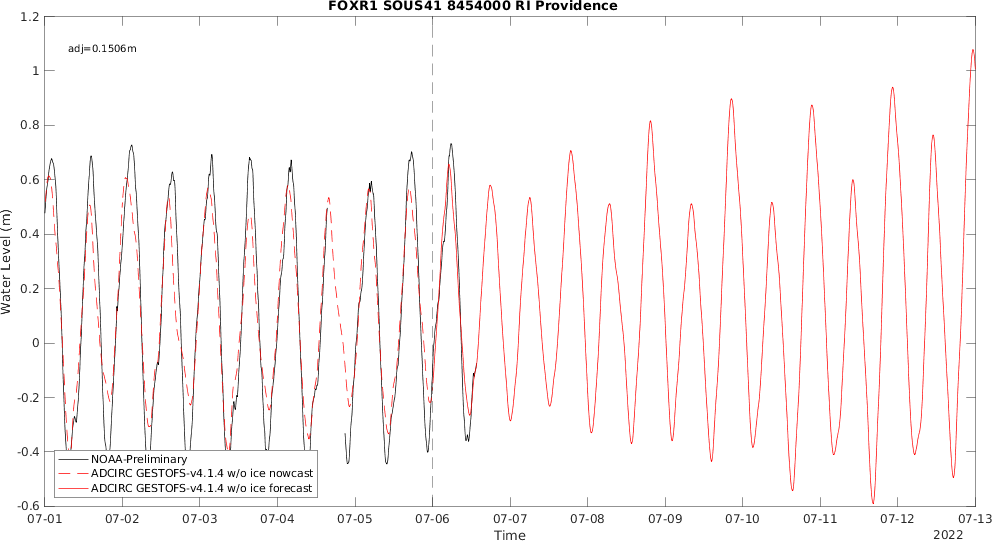 FOXR1 SOUS41 8454000 RI Providence
1.2
adj=0.1506m
1
0.8
0.6
0.4
0.2
0
-0.2
-0.4
-0.6
Water Level (m)
NOAA-Preliminary
ADCIRC GESTOFS-v4.1.4 w/o ice nowcast
ADCIRC GESTOFS-v4.1.4 w/o ice forecast
07-01 07-02 07-03 07-04 07-05 07-06 07-07 07-08 07-09 07-10 07-11 07-12 07-13
Time
2022